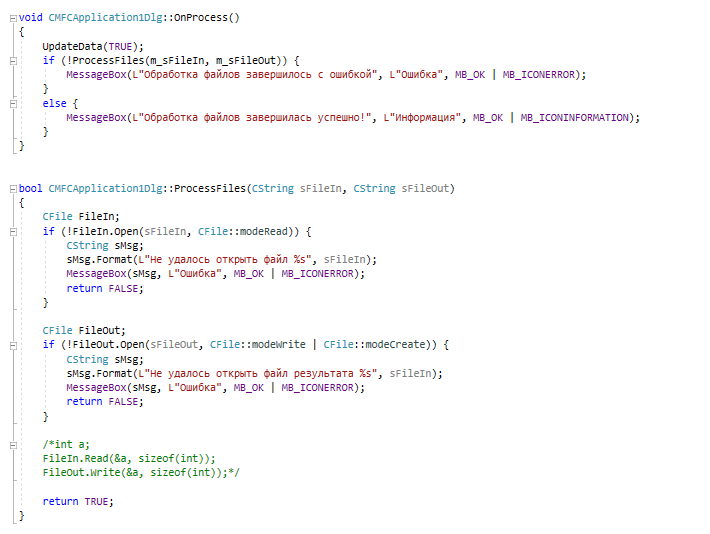 void CMFCApplication1Dlg::OnProcess()
{
    UpdateData(TRUE);
    if (!ProcessFiles(m_sFileIn, m_sFileOut)) {
        MessageBox(L"Обработка файлов завершилось с ошибкой", L"Ошибка", MB_OK | MB_ICONERROR);
    }
    else {
        MessageBox(L"Обработка файлов завершилась успешно!", L"Информация", MB_OK | MB_ICONINFORMATION);
    }
}
bool CMFCApplication1Dlg::ProcessFiles(CString sFileIn, CString sFileOut)
{
    CFile FileIn;
    if (!FileIn.Open(sFileIn, CFile::modeRead)) {
        CString sMsg;
        sMsg.Format(L"Не удалось открыть файл %s", sFileIn);
        MessageBox(sMsg, L"Ошибка", MB_OK | MB_ICONERROR);
        return FALSE;
    }
    CFile FileOut;
    if (!FileOut.Open(sFileOut, CFile::modeWrite | CFile::modeCreate)) {
        CString sMsg;
        sMsg.Format(L"Не удалось открыть файл результата %s", sFileIn);
        MessageBox(sMsg, L"Ошибка", MB_OK | MB_ICONERROR);
        return FALSE;
    }
    /*int a;
    FileIn.Read(&a, sizeof(int));
    FileOut.Write(&a, sizeof(int));*/
    return TRUE;
}